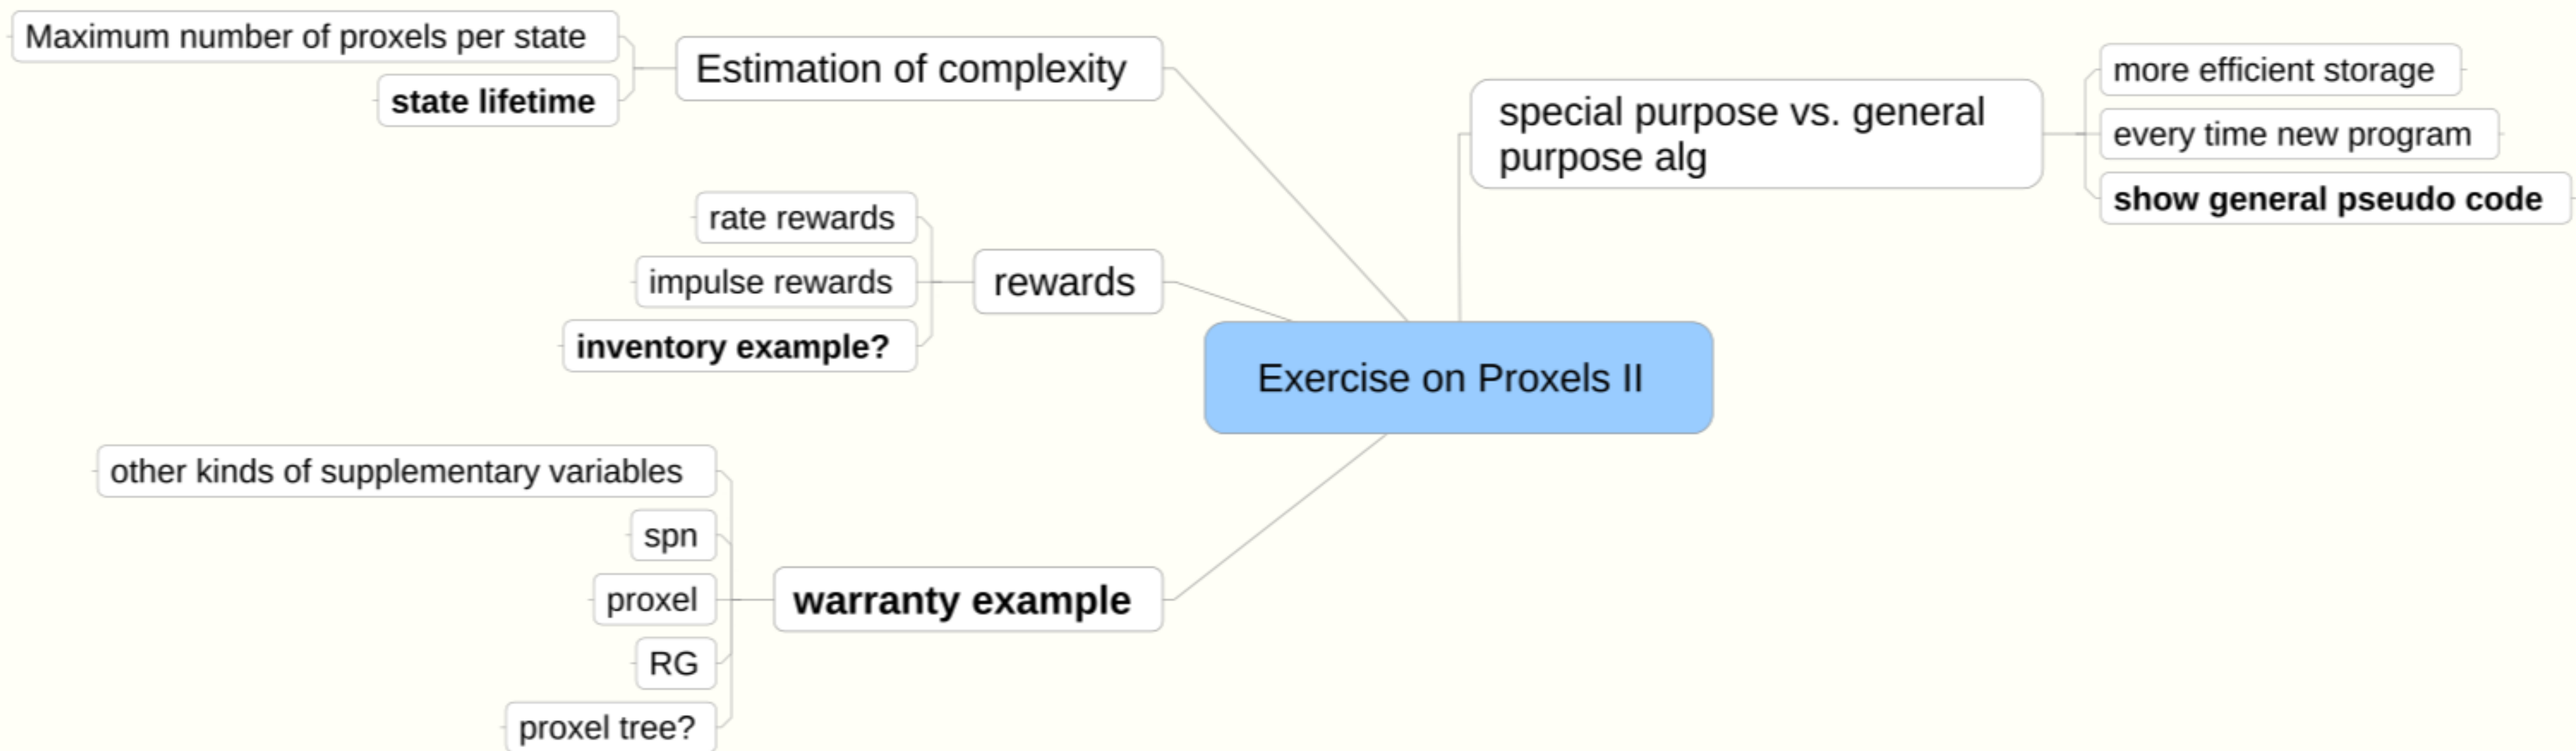 Maximum number of proxels per state
state lifetime
Estimation of complexity
rate rewards
impulse rewards
inventory example?
rewards
other kinds of supplementary variables
spn
proxel
RG
proxel tree?
warranty example
Exercise on Proxels II
special purpose vs. general
purpose alg
more efficient storage
every time new program
show general pseudo code